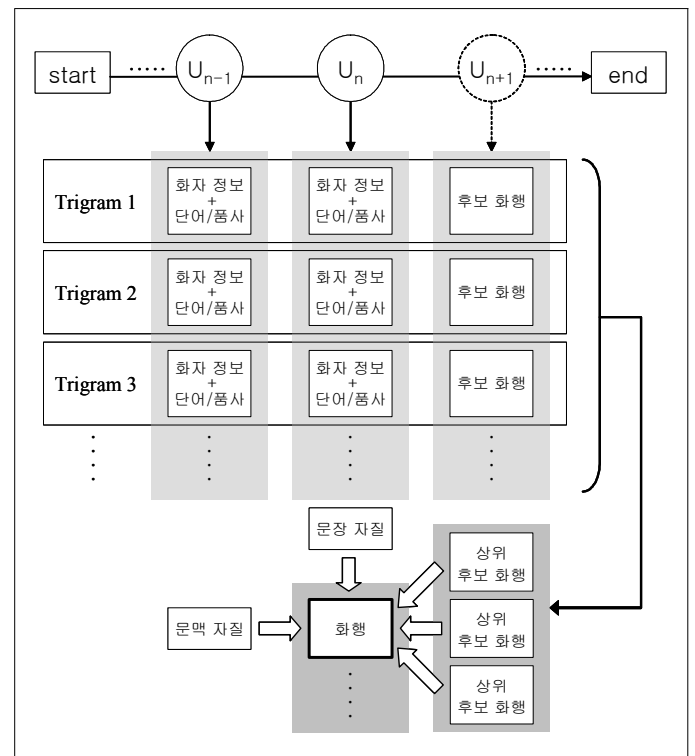 start ····· Uₙ₋₁ Uₙ Uₙ₊₁ ····· end
Trigram 1
화자 정보
+
단어/품사
화자 정보
+
단어/품사
후보 화행
Trigram 2
화자 정보
+
단어/품사
화자 정보
+
단어/품사
후보 화행
Trigram 3
화자 정보
+
단어/품사
화자 정보
+
단어/품사
후보 화행
문장 자질
문맥 자질
화행
상위
후보 화행
상위
후보 화행
상위
후보 화행